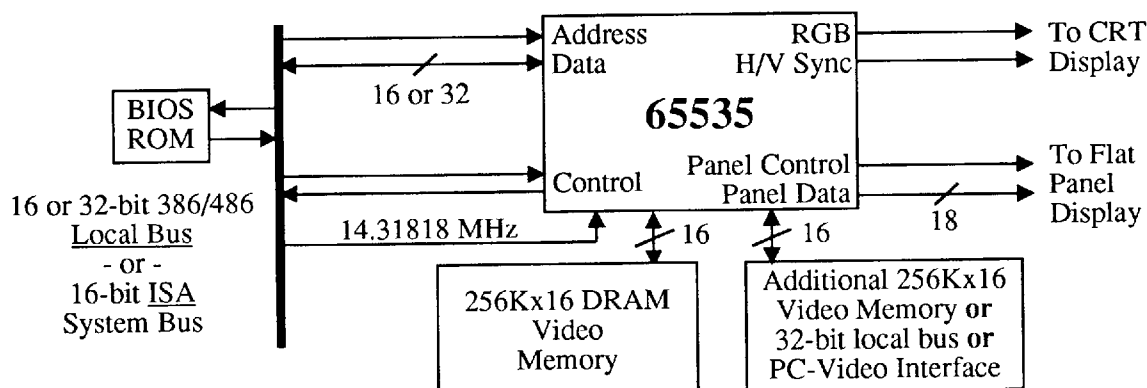 Address
Data
16 or 32
BIOS
ROM
Control
16 or 32-bit 386/486
Local Bus
- or -
16-bit ISA
System Bus
14.31818 MHz
65535
RGB
H/V Sync
Panel Control
Panel Data
To CRT
Display
To Flat
Panel
Display
18
16
16
256Kx16 DRAM
Video
Memory
Additional 256Kx16
Video Memory or
32-bit local bus or
PC-Video Interface